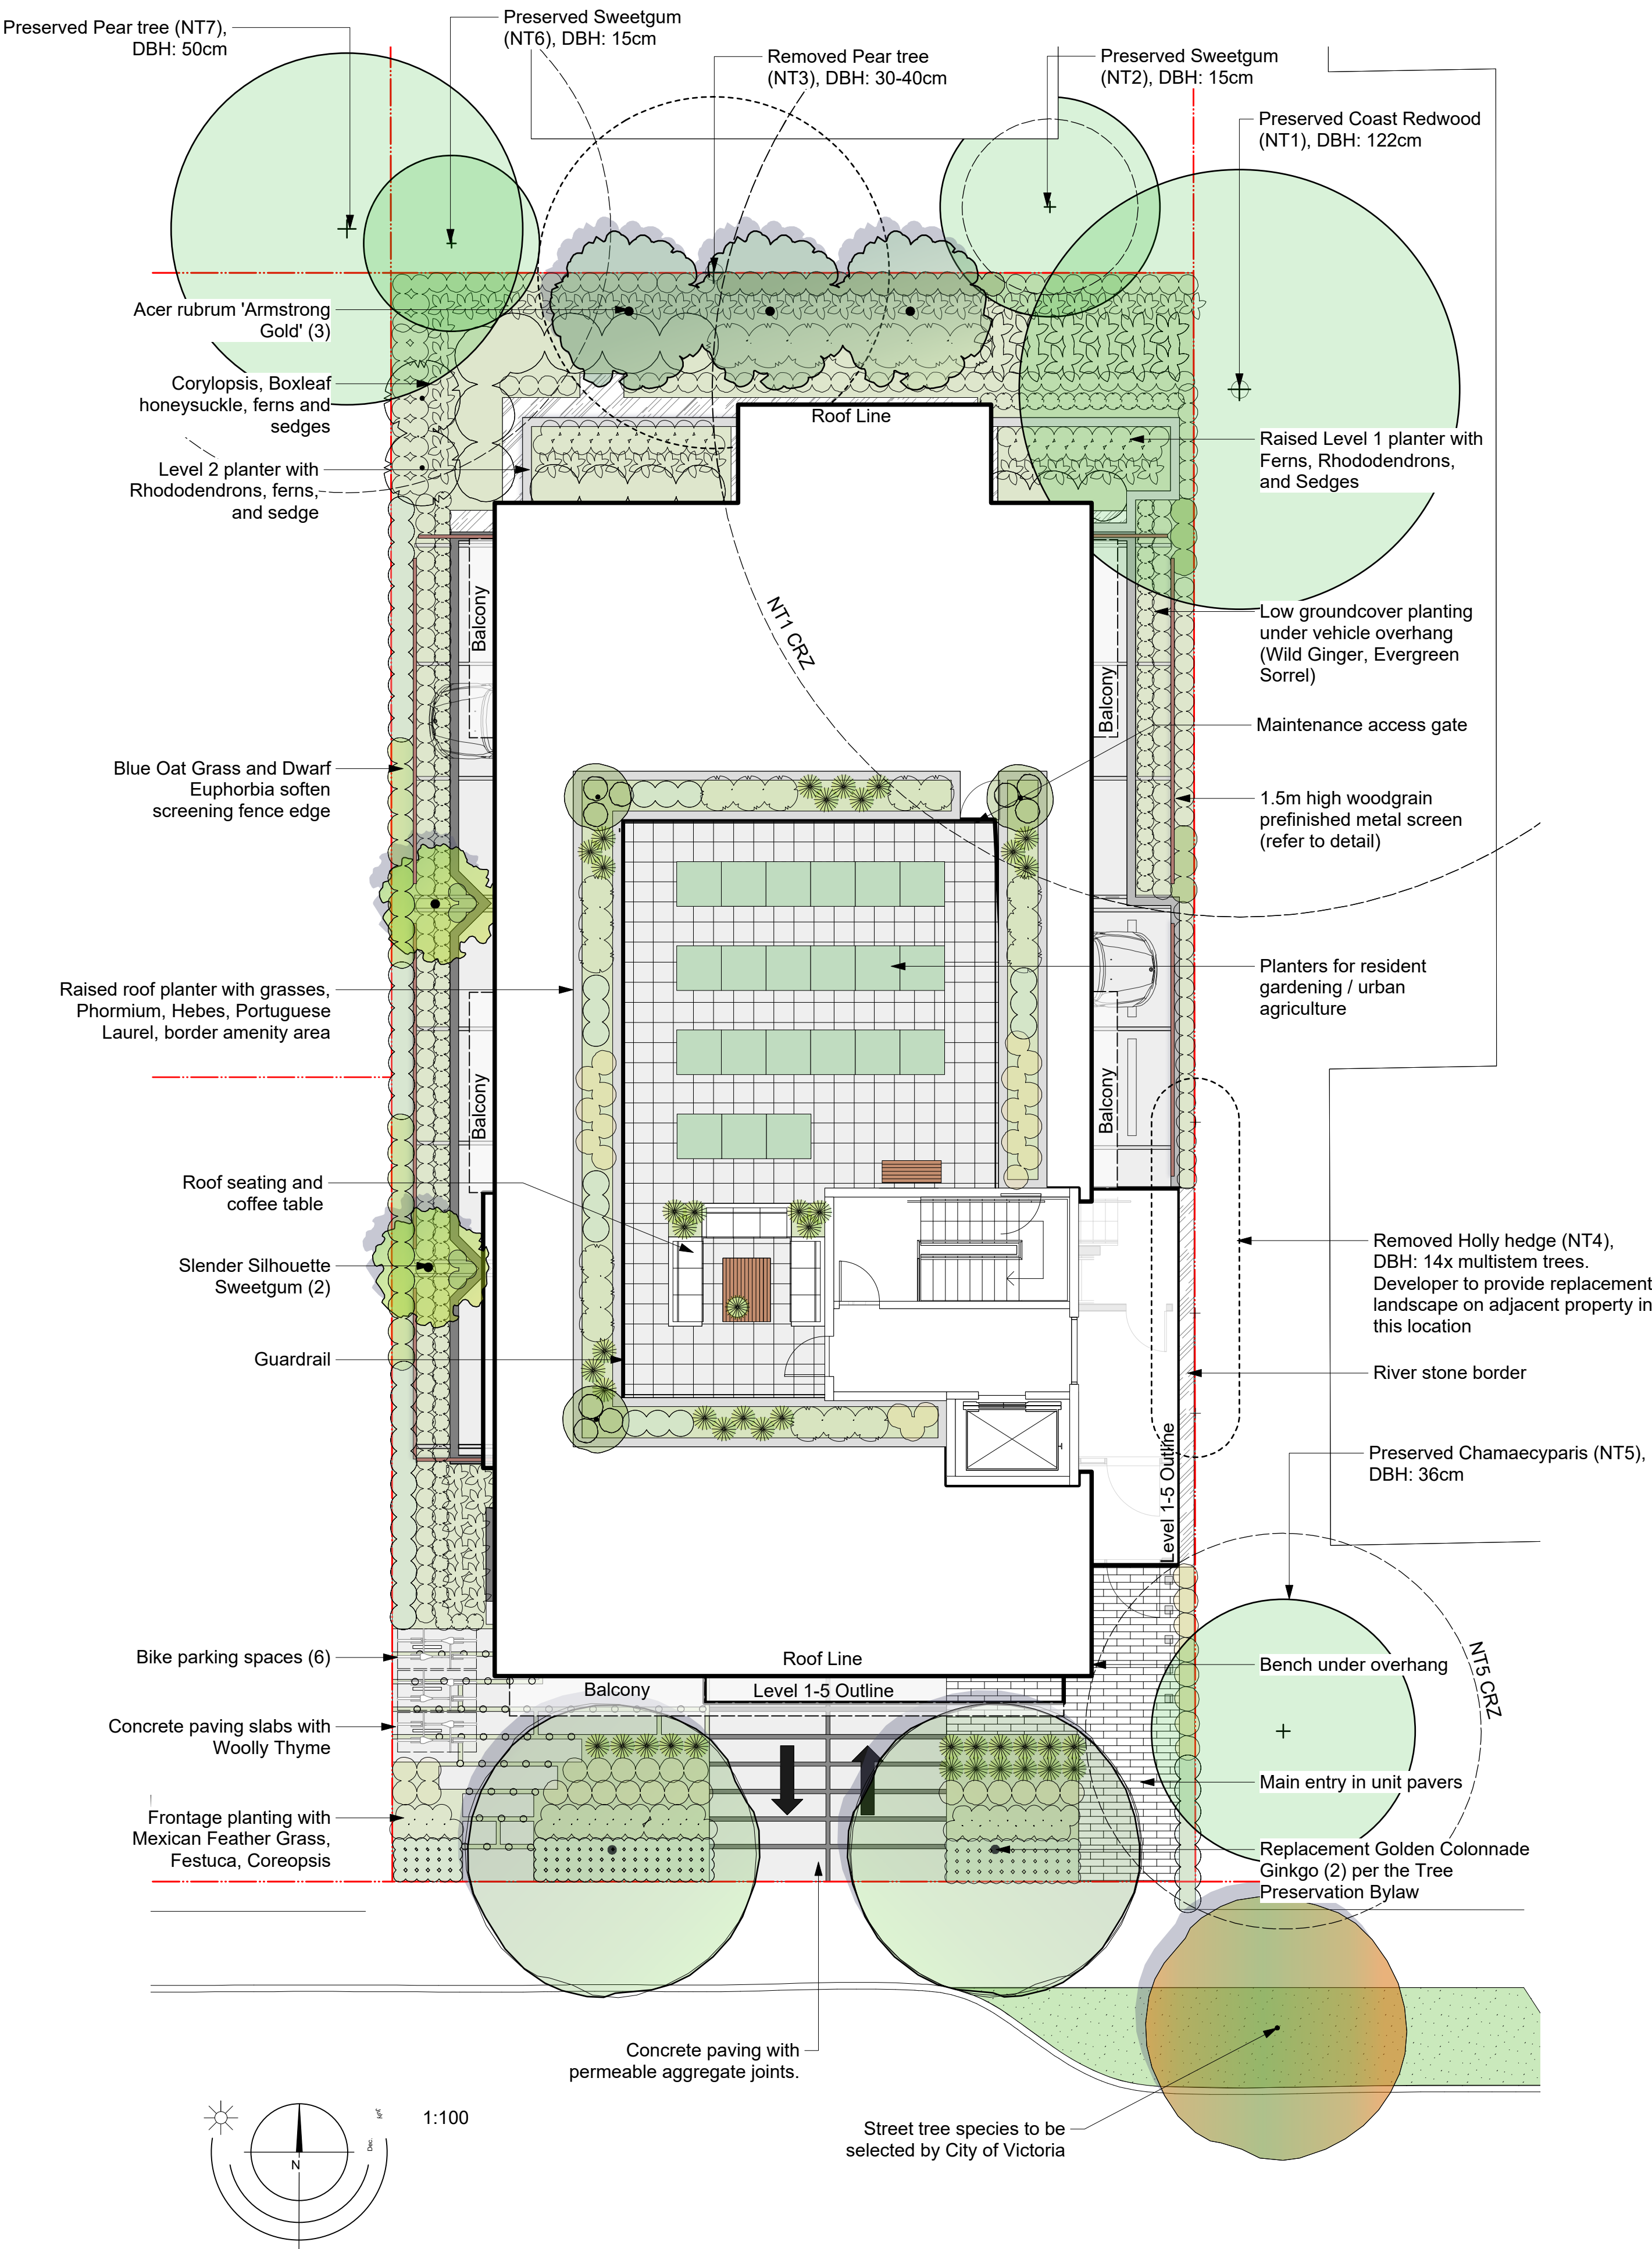 Preserved Pear tree (NT7),
DBH: 50cm
Preserved Sweetgum
(NT6), DBH: 15cm
Removed Pear tree
(NT3), DBH: 30-40cm
Preserved Sweetgum
(NT2), DBH: 15cm
Preserved Coast Redwood
(NT1), DBH: 122cm
Acer rubrum 'Armstrong
Gold' (3)
Corylopsis, Boxleaf
honeysuckle, ferns and
sedges
Roof Line
Raised Level 1 planter with
Ferns, Rhododendrons,
and Sedges
Level 2 planter with
Rhododendrons, ferns,
and sedge
Balcony
NT1 CRZ
Low groundcover planting
under vehicle overhang
(Wild Ginger, Evergreen
Sorrel)
Balcony
Maintenance access gate
Blue Oat Grass and Dwarf
Euphorbia soften
screening fence edge
1.5m high woodgrain
prefinished metal screen
(refer to detail)
Planters for resident
gardening / urban
agriculture
Raised roof planter with grasses,
Phormium, Hebes, Portuguese
Laurel, border amenity area
Balcony
Balcony
Roof seating and
coffee table
Removed Holly hedge (NT4),
DBH: 14x multistem trees.
Developer to provide replacement
landscape on adjacent property in
this location
Slender Silhouette
Sweetgum (2)
Guardrail
River stone border
Level 1-5 Outline
Preserved Chamaecyparis (NT5),
DBH: 36cm
Bike parking spaces (6)
Roof Line
Bench under overhang
NT5 CRZ
Balcony
Level 1-5 Outline
Concrete paving slabs with
Woolly Thyme
Main entry in unit pavers
Frontage planting with
Mexican Feather Grass,
Festuca, Coreopsis
Replacement Golden Colonnade
Ginkgo (2) per the Tree
Preservation Bylaw
Concrete paving with
permeable aggregate joints.
Street tree species to be
selected by City of Victoria
1:100
N
Dec.